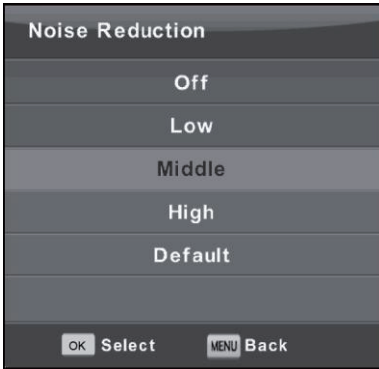 Noise Reduction
Off
Low
Middle
High
Default
OK Select MENU Back